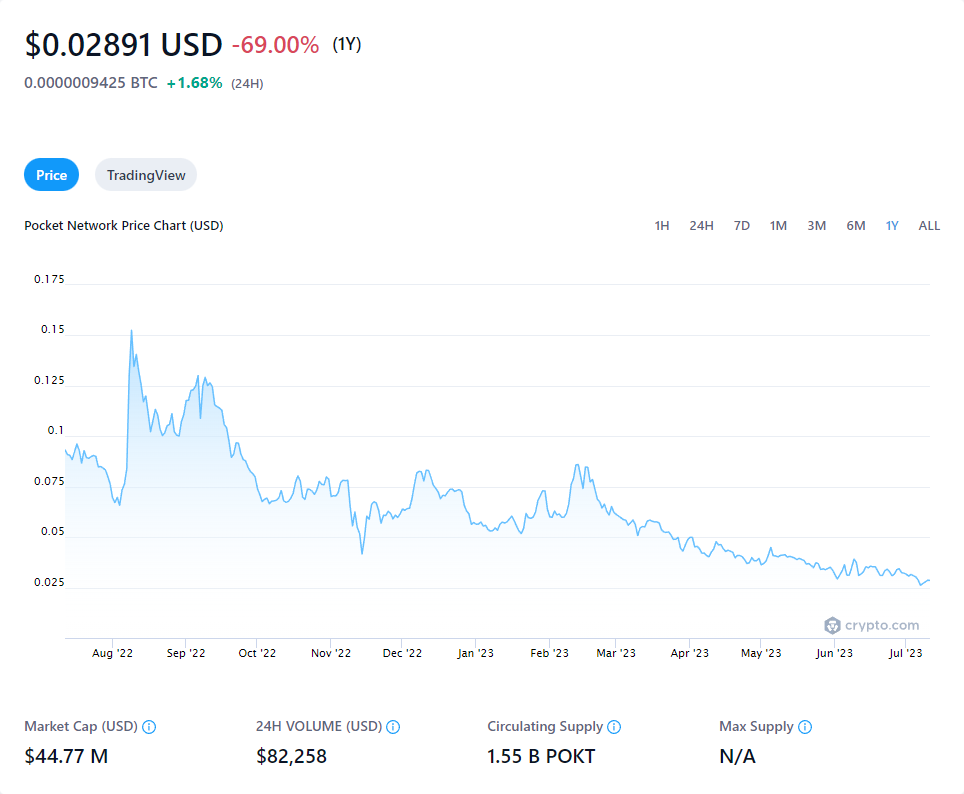 $0.02891 USD -69.00% (1Y)
0.0000009425 BTC +1.68% (24H)
Price TradingView
Pocket Network Price Chart (USD) 1H 24H 7D 1M 3M 6M 1Y ALL
0.175
0.15
0.125
0.1
0.075
0.05
0.025
crypto.com
Aug '22 Sep '22 Oct '22 Nov '22 Dec '22 Jan '23 Feb '23 Mar '23 Apr '23 May '23 Jun '23 Jul '23
Market Cap (USD) 24H VOLUME (USD) Circulating Supply Max Supply
$44.77 M $82,258 1.55 B POKT N/A